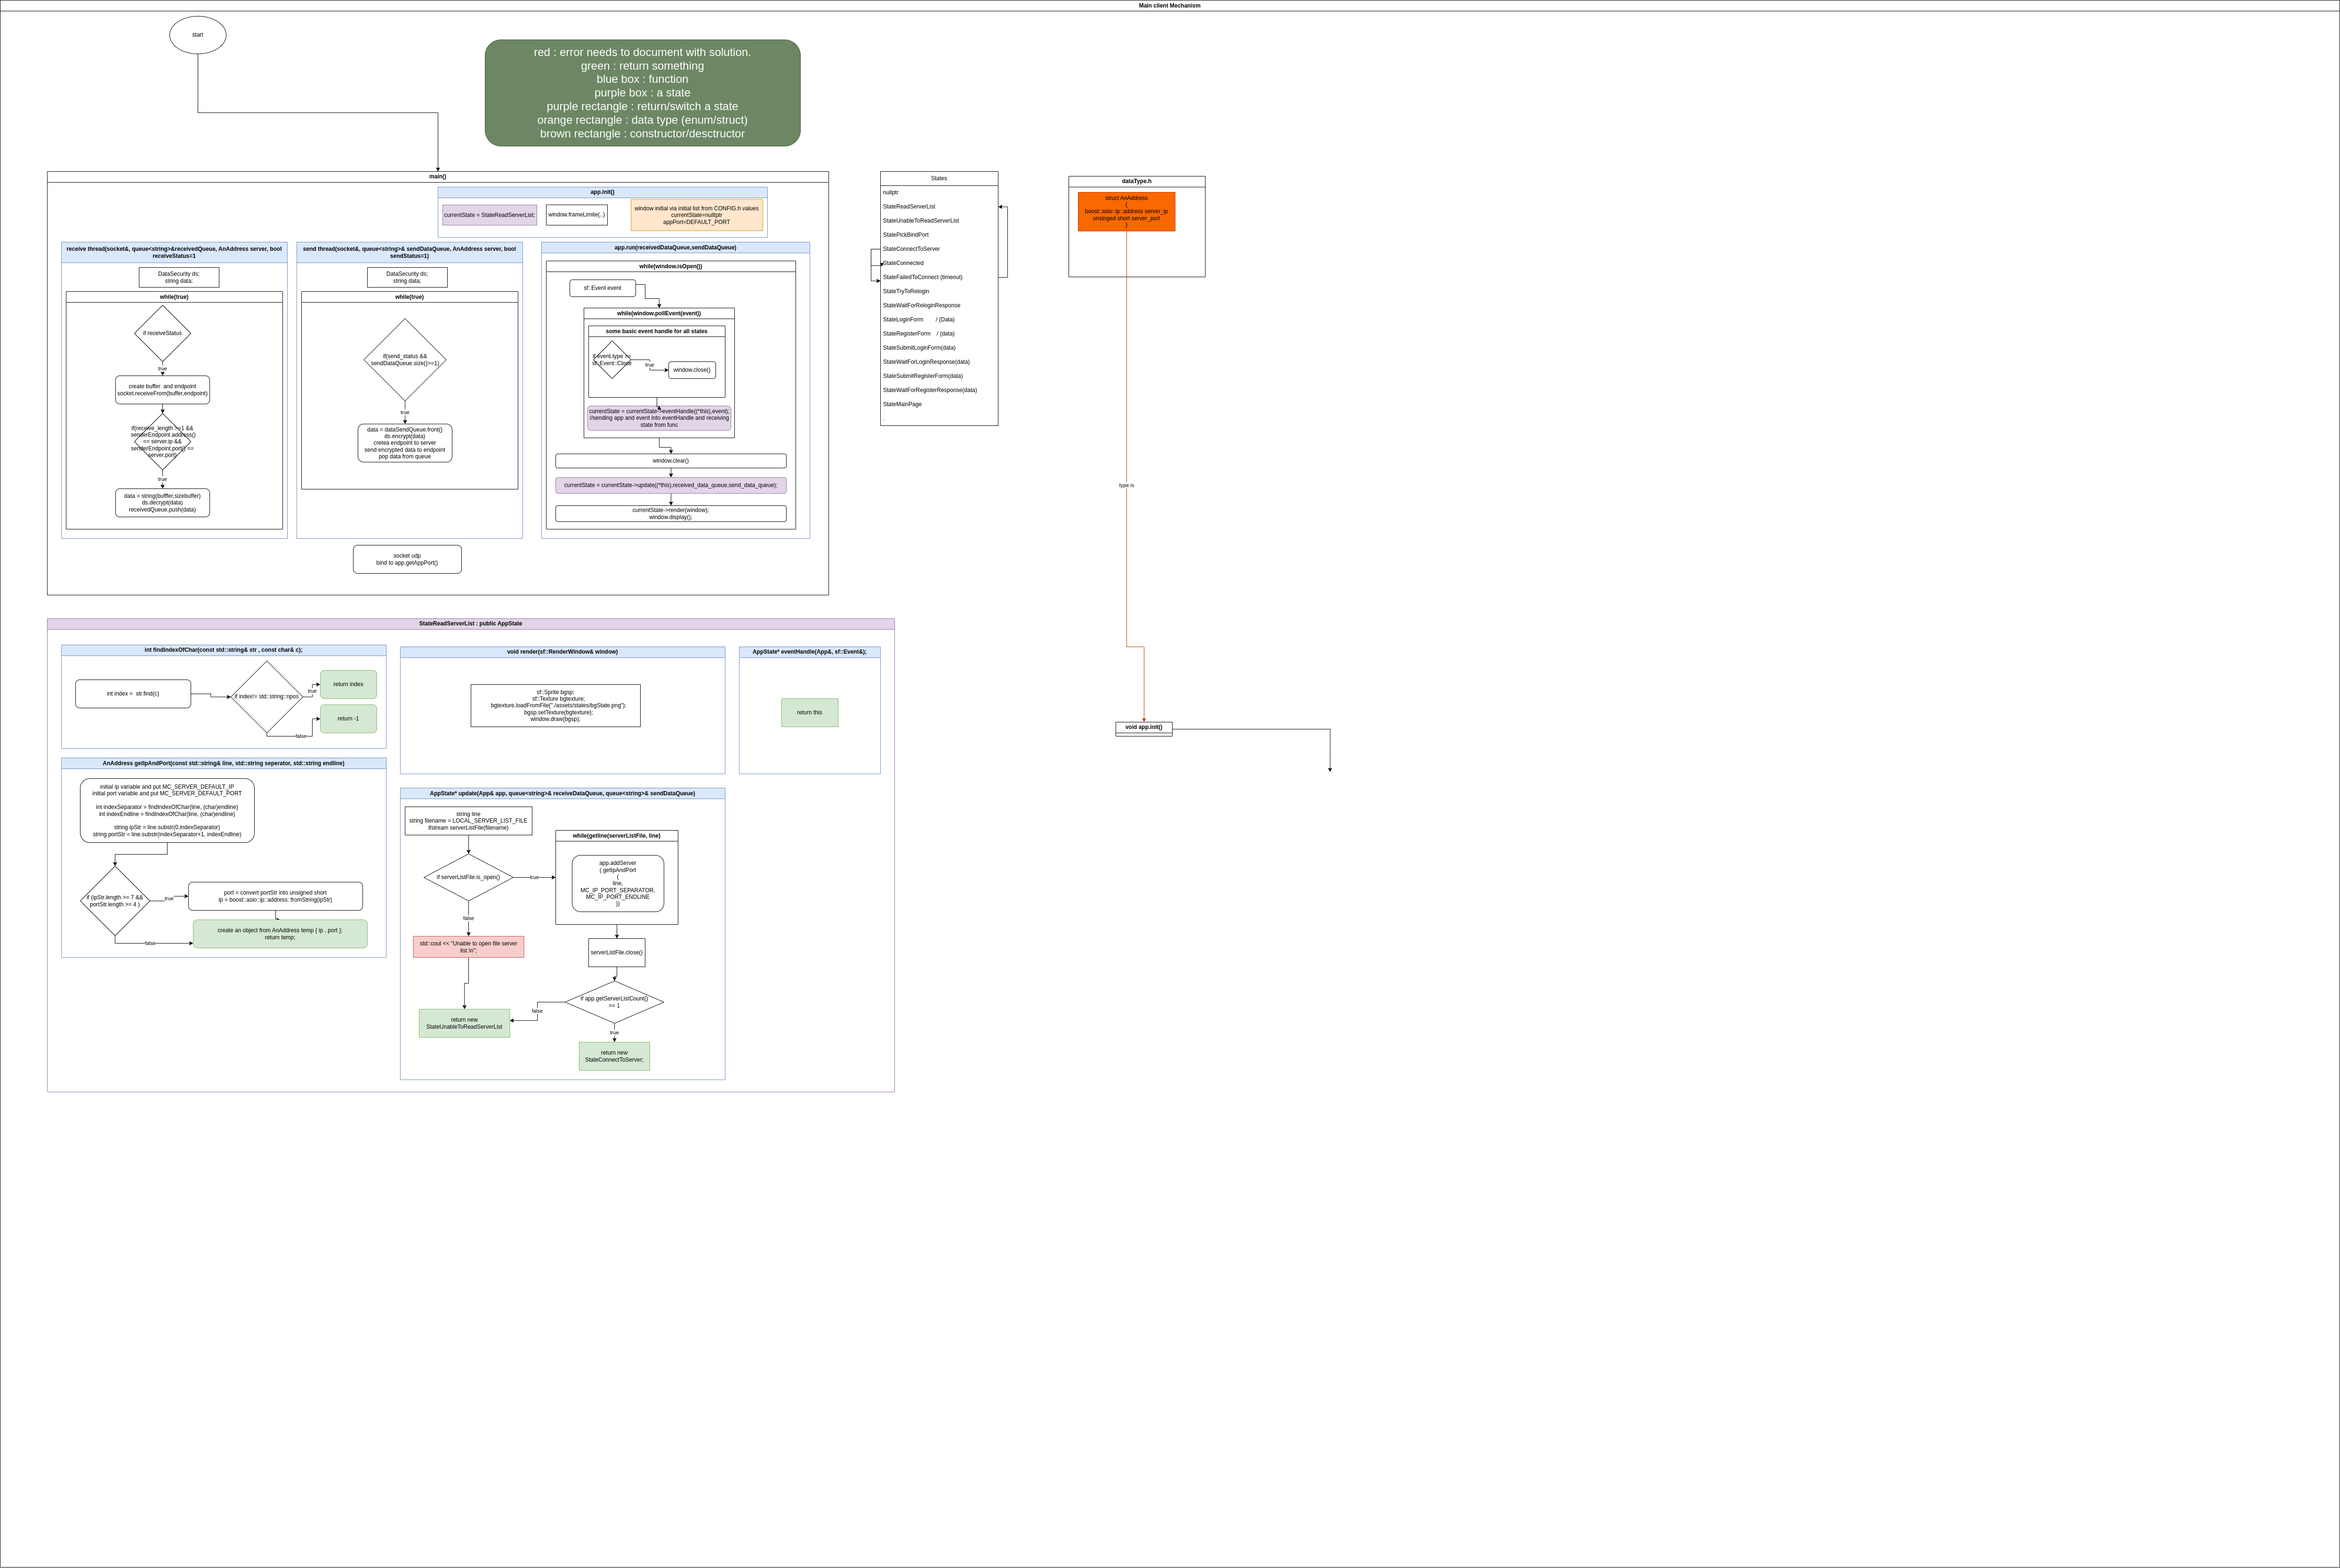 Main client Mechanism
start
red : error needs to document with solution.
green : return something
blue box : function
purple box : a state
purple rectangle : return/switch a state
orange rectangle : data type (enum/struct)
brown rectangle : constructor/desctructor
main()
app.init()
currentState = StateReadServerList;
window.frameLimite(..)
window initial via initial list from CONFIG.h values
currentState=nulltptr
appPort=DEFAULT_PORT
receive thread(socket&, queue<string>&receivedQueue, AnAddress server, bool
receiveStatus=1
DataSecurity ds;
string data;
while(true)
if receiveStatus
true
create buffer and endpoint
socket.receiveFrom(buffer,endpoint)
if(receive_length >=1 &&
senderEndpoint.address()
== server.ip &&
senderEndpoint.port() ==
server.port)
true
data = string(bufffer,sizebuffer)
ds.decrypt(data)
receivedQueue.push(data)
send thread(socket&, queue<string>& sendDataQueue, AnAddress server, bool
sendStatus=1)
DataSecurity ds;
string data;
while(true)
if(send_status &&
sendDataQueue.size()>=1)
true
data = dataSendQueue.front()
ds.encrypt(data)
cretea endpoint to server
send encrypted data to endpoint
pop data from queue
app.run(receivedDataQueue,sendDataQueue)
while(window.isOpen())
sf::Event event
while(window.pollEvent(event))
some basic event handle for all states
if event.type ==
sf::Event::Close
true
window.close()
currentState = currentState->eventHandle((*this),event);
//sending app and event into eventHandle and receiving
state from func
window.clear()
currentState = currentState->update((*this),received_data_queue,send_data_queue);
currentState->render(window);
window.display();
socket udp
bind to app.getAppPort()
States
nullptr
StateReadServerList
StateUnableToReadServerList
StatePickBindPort
StateConnectToServer
StateConnected
StateFailedToConnect (timeout)
StateTryToRelogin
StateWaitForReloginResponse
StateLoginForm / (Data)
StateRegisterForm / (data)
StateSubmitLoginForm(data)
StateWaitForLoginResponse(data)
StateSubmitRegisterForm(data)
StateWaitForRegisterResponse(data)
StateMainPage
.
dataType.h
struct AnAddress
{
boost::asio::ip::address server_ip
unsinged short server_port
}
type is
void app.init()
StateReadServerList : public AppState
int findIndexOfChar(const std::string& str , const char& c);
int index = str.find(c)
if index!= std::string::npos
true
return index
return -1
false
AnAddress getIpAndPort(const std::string& line, std::string seperator, std::string endline)
initial ip variable and put MC_SERVER_DEFAULT_IP
initial port variable and put MC_SERVER_DEFAULT_PORT
int indexSeparator = findIndexOfChar(line, (char)endline)
int indexEndline = findIndexOfChar(line, (char)endline)
string ipStr = line.substr(0,indexSeparator)
string portStr = line.substr(indexSeparator+1, indexEndline)
if (ipStr.length >= 7 &&
portStr.length >= 4 )
true
port = convert portStr into unsigned short
ip = boost::asio::ip::address::fromString(ipStr)
create an object from AnAddress temp { ip , port };
return temp;
false
void render(sf::RenderWindow& window)
sf::Sprite bgsp;
sf::Texture bgtexture;
bgtexture.loadFromFile("./assets/states/bgState.png");
bgsp.setTexture(bgtexture);
window.draw(bgsp);
AppState* eventHandle(App&, sf::Event&);
return this
AppState* update(App& app, queue<string>& receiveDataQueue, queue<string>& sendDataQueue)
string line
string filename = LOCAL_SERVER_LIST_FILE
ifstream serverListFile(filename)
if serverListFile.is_open()
true
while(getline(serverListFile, line)
app.addServer
( getIpAndPort
(
line,
MC_IP_PORT_SEPARATOR,
MC_IP_PORT_ENDLINE
))
false
std::cout << "Unable to open file server
list.\n";
serverListFile.close()
if app.getServerListCount()
>= 1
false
return new
StateUnableToReadServerList
true
return new
StateConnectToServer;